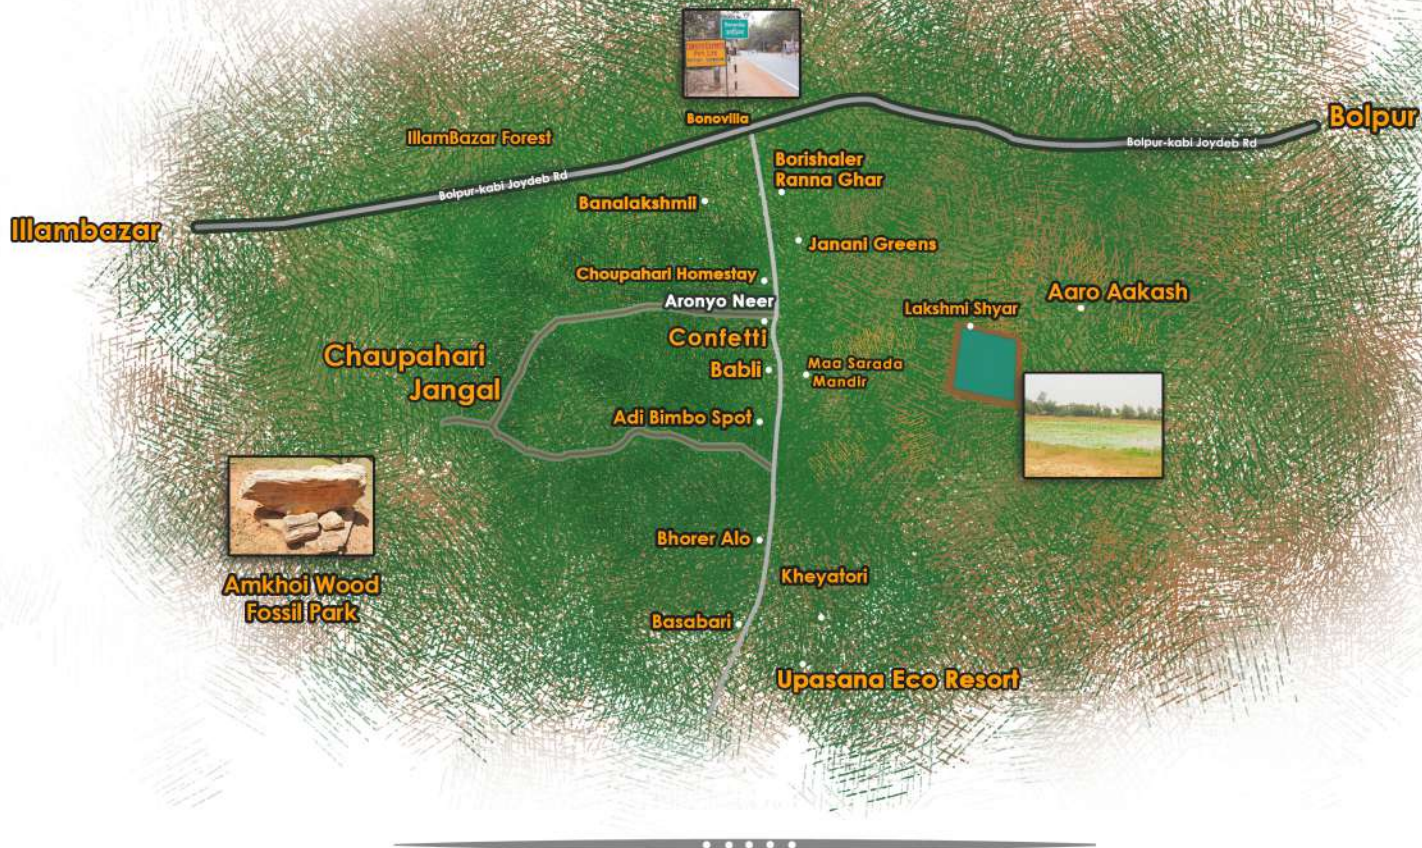 Bonovilla
Bolpur
IllamBazar Forest
Bolpur-kabi Joydeb Rd
Bolpur-kabi Joydeb Rd
Borishaler
Ranna Ghar
Banalakshmii
Illambazar
Janani Greens
Choupahari Homestay
Aronyo Neer
Aaro Aakash
Lakshmi Shyar
Confetti
Chaupahari
Jangal
Babli
Maa Sarada
Mandir
Adi Bimbo Spot
Bhorer Alo
Kheyatori
Amkhoi Wood
Fossil Park
Basabari
Upasana Eco Resort